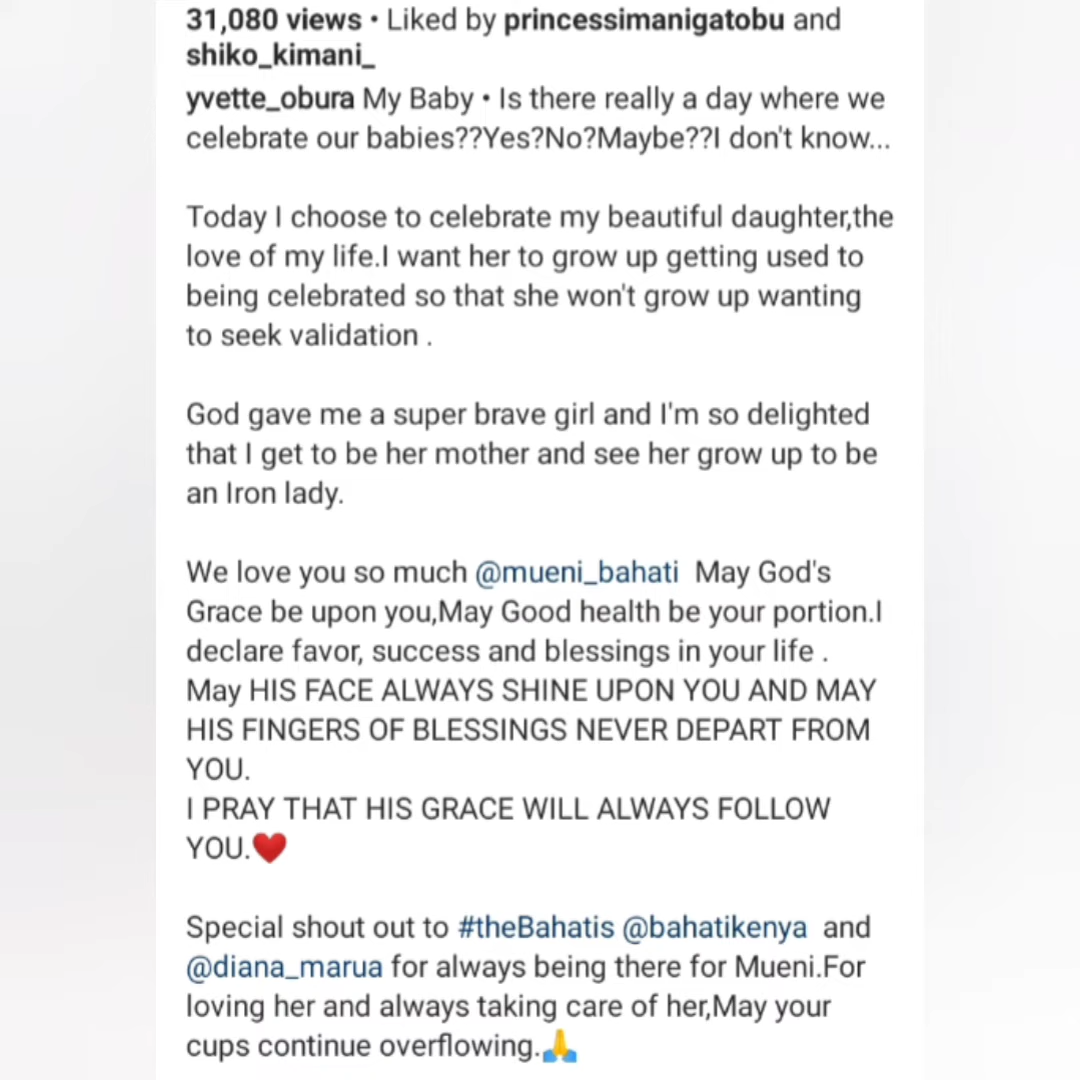 31,080 views • Liked by princessimanigatobu and
shiko_kimani_
yvette_obura My Baby • Is there really a day where we
celebrate our babies??Yes?No?Maybe??I don't know...
Today I choose to celebrate my beautiful daughter,the
love of my life.I want her to grow up getting used to
being celebrated so that she won't grow up wanting
to seek validation .
God gave me a super brave girl and I'm so delighted
that I get to be her mother and see her grow up to be
an Iron lady.
We love you so much @mueni_bahati  May God's
Grace be upon you,May Good health be your portion.I
declare favor, success and blessings in your life .
May HIS FACE ALWAYS SHINE UPON YOU AND MAY
HIS FINGERS OF BLESSINGS NEVER DEPART FROM
YOU.
I PRAY THAT HIS GRACE WILL ALWAYS FOLLOW
YOU.❤️
Special shout out to #theBahatis @bahatikenya  and
@diana_marua for always being there for Mueni.For
loving her and always taking care of her,May your
cups continue overflowing.🙏